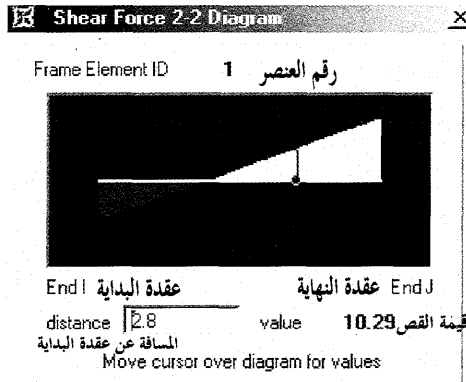 Shear Force 2-2 Diagram
Frame Element ID 1 رقم العنصر
End I عقدة البداية عقدة النهاية End J
distance 2.8 value 10.29 قيمة القص
المسافة عن عقدة البداية
Move cursor over diagram for values